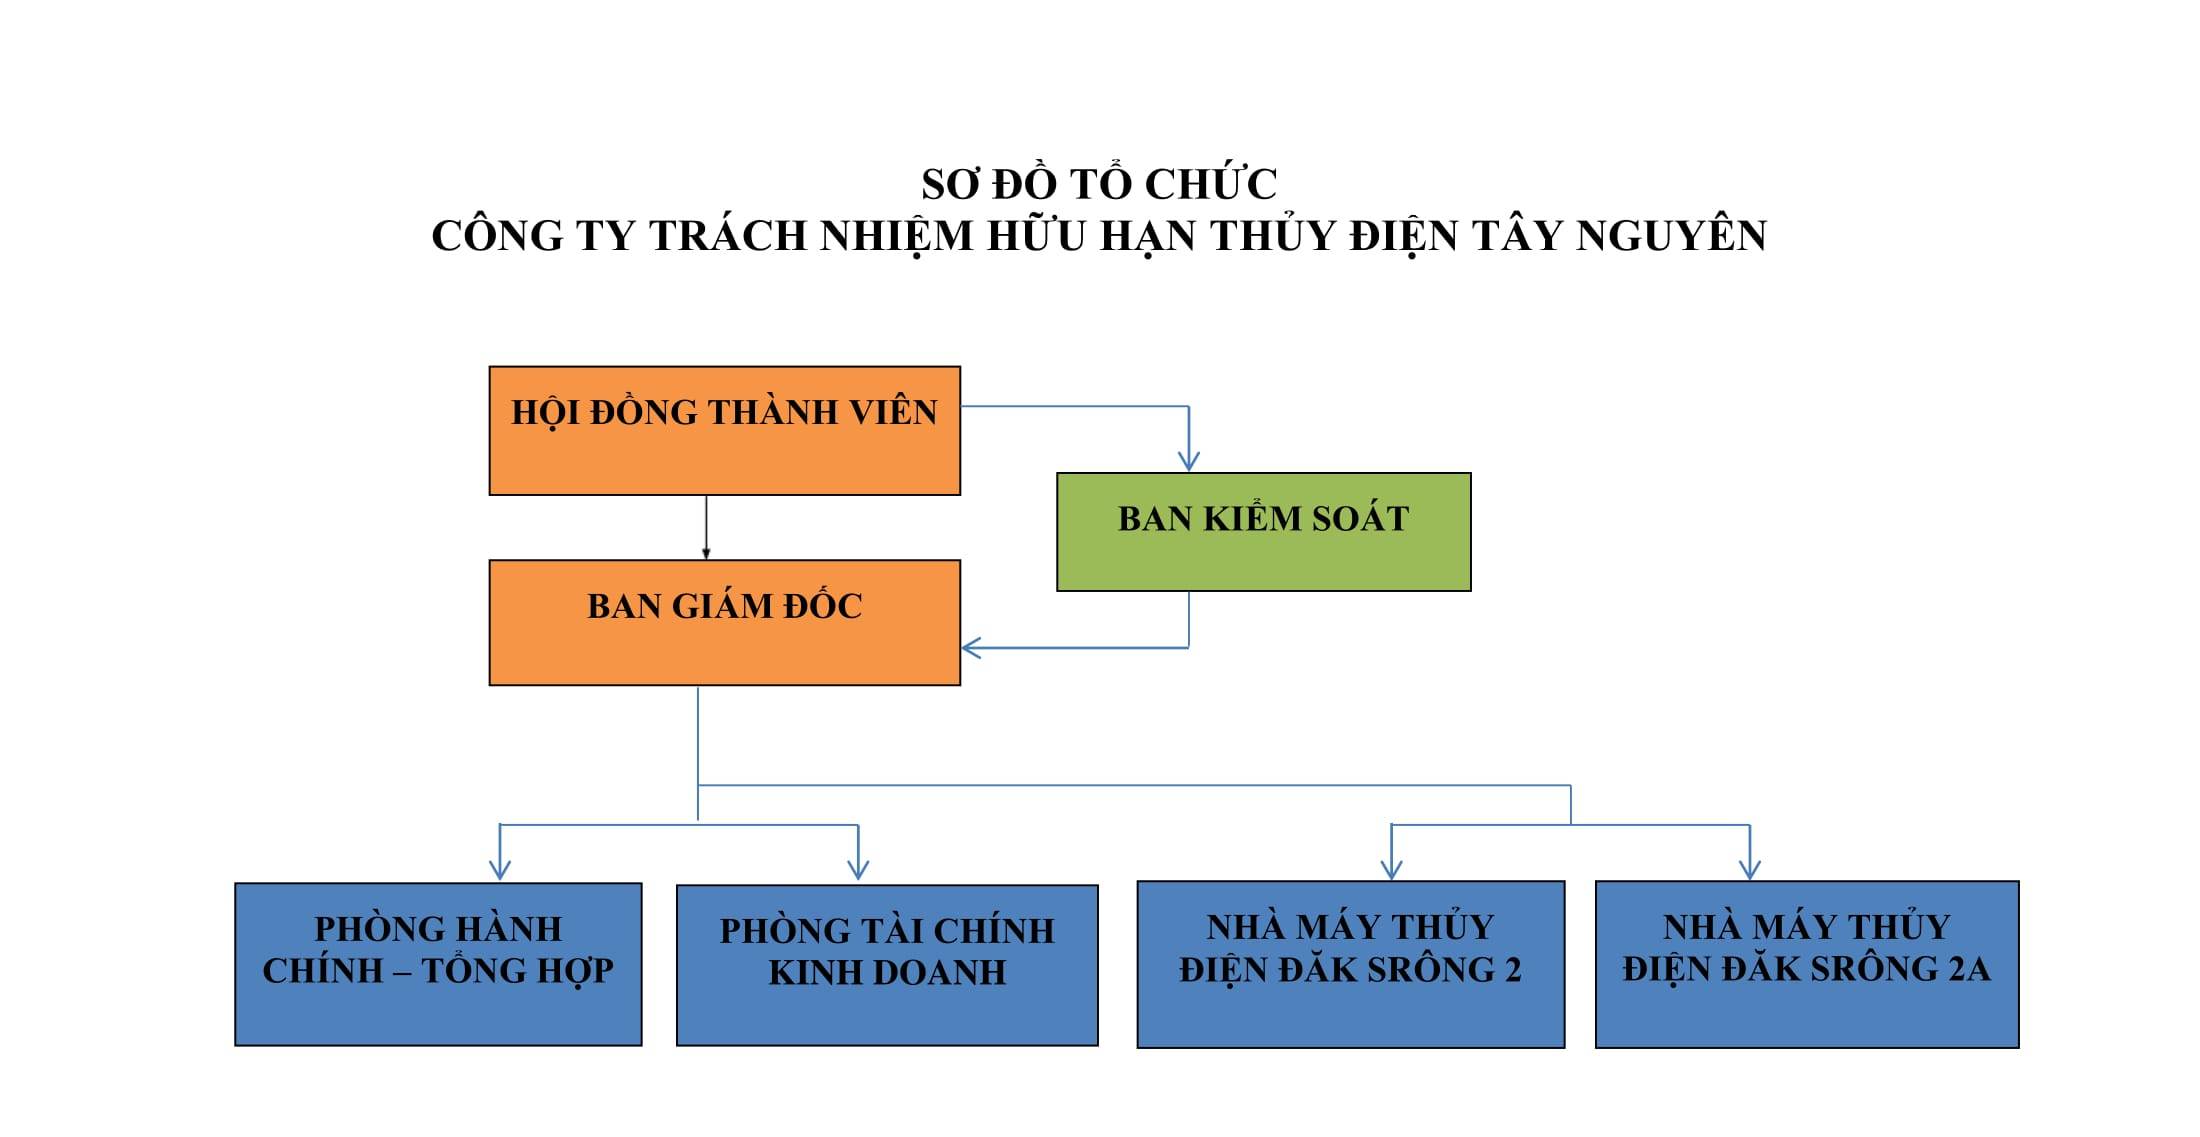 SƠ ĐỒ TỔ CHỨC
CÔNG TY TRÁCH NHIỆM HỮU HẠN THỦY ĐIỆN TÂY NGUYÊN
HỘI ĐỒNG THÀNH VIÊN
BAN KIỂM SOÁT
BAN GIÁM ĐỐC
PHÒNG HÀNH
CHÍNH – TỔNG HỢP
PHÒNG TÀI CHÍNH
KINH DOANH
NHÀ MÁY THỦY
ĐIỆN ĐĂK SRÔNG 2
NHÀ MÁY THỦY
ĐIỆN ĐĂK SRÔNG 2A